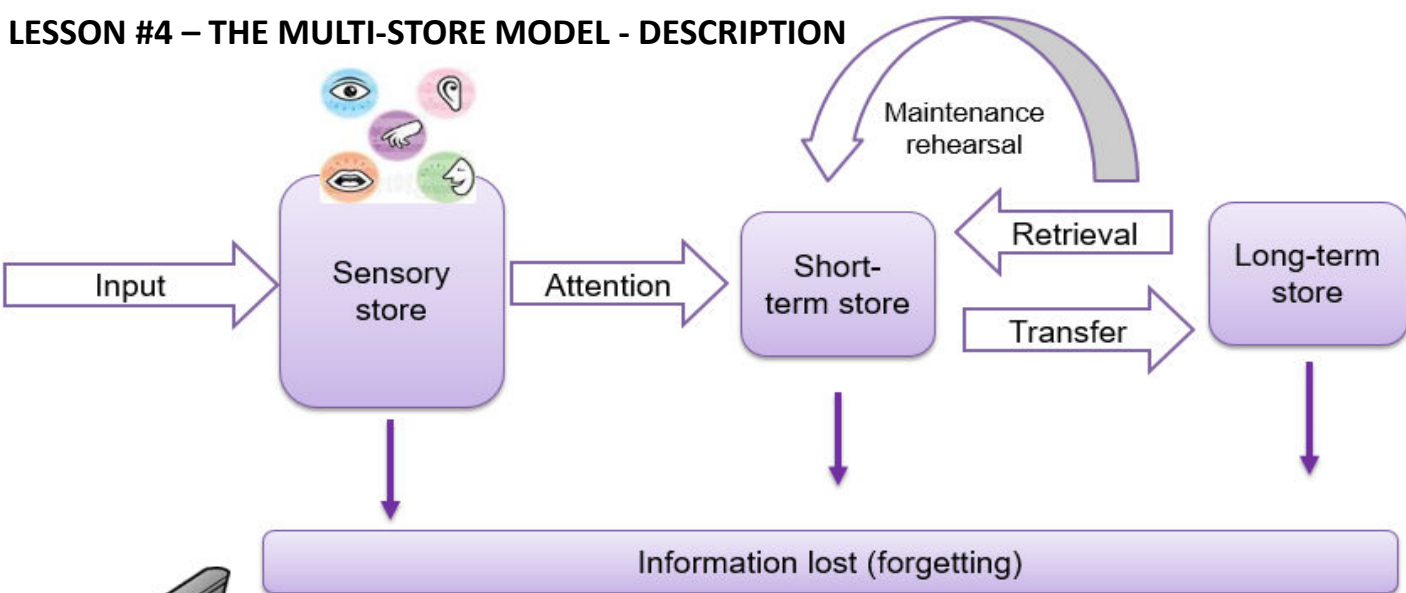 LESSON #4 – THE MULTI-STORE MODEL - DESCRIPTION
Maintenance
rehearsal
Input
Sensory
store
Attention
Short-
term store
Retrieval
Transfer
Long-term
store
Information lost (forgetting)